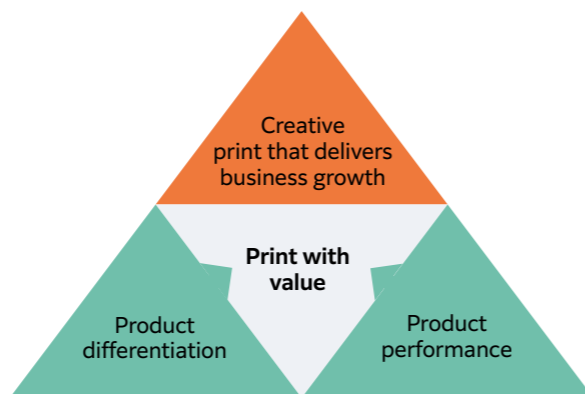 Creative
print that delivers
business growth
Print with
value
Product
differentiation
Product
performance